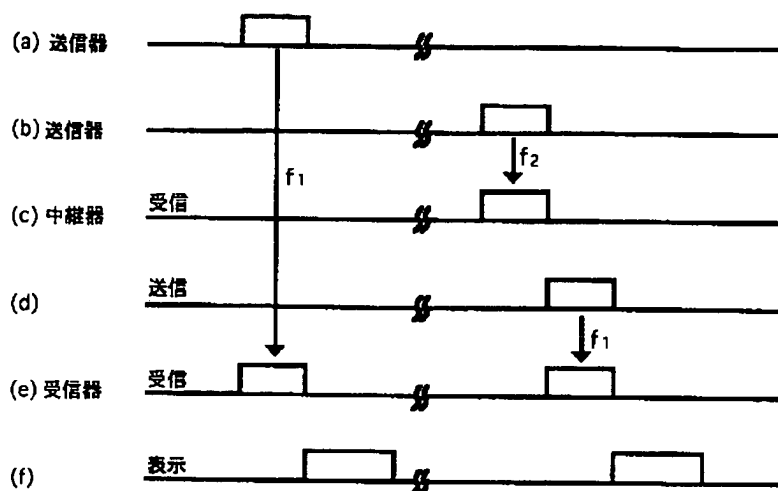 (a) 送信器
(b) 送信器
f1
f2
(c) 中継器 受信
(d) 送信
f1
(e) 受信器 受信
(f) 表示